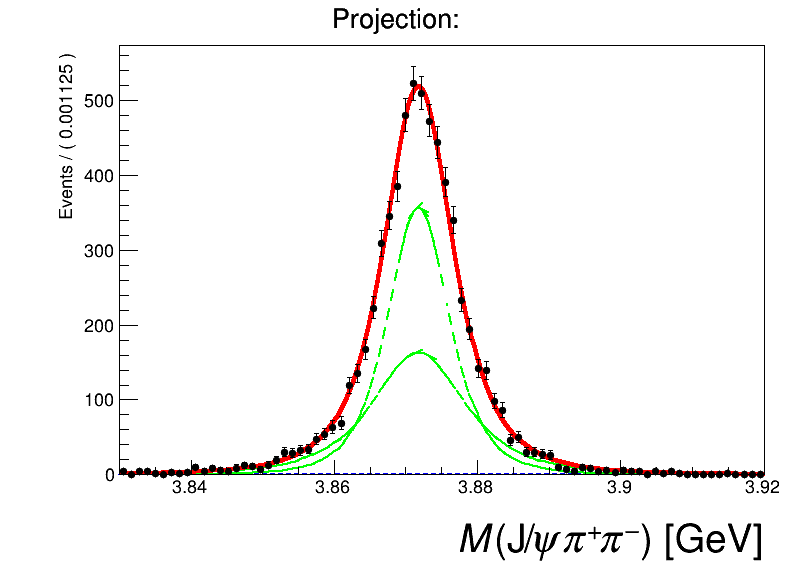 Projection:
Events / ( 0.001125 )
500
400
300
200
100
0
3.84 3.86 3.88 3.9 3.92
M(J/ψ π⁺π⁻) [GeV]